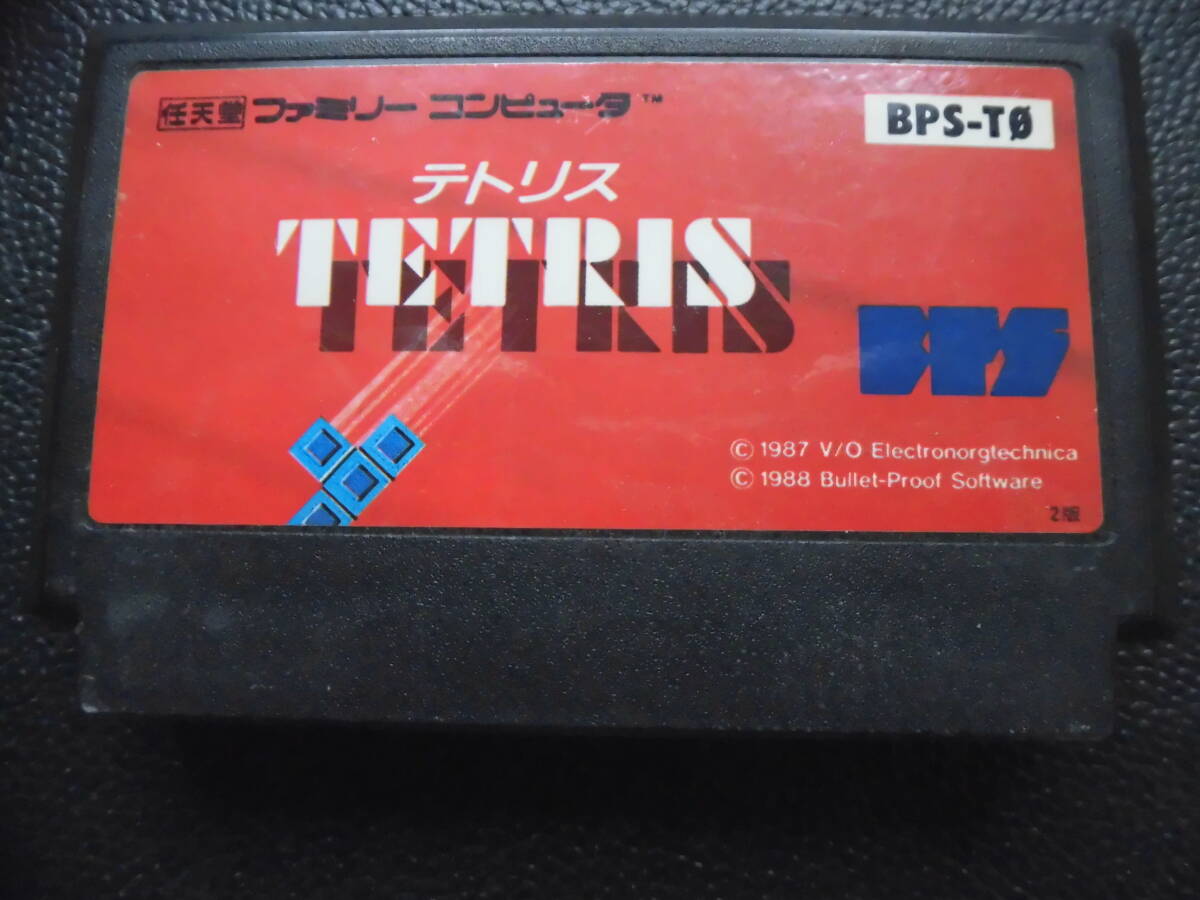 任天堂 ファミリー コンピュータ™
BPS-TØ
テトリス
TETRIS
BPS
© 1987 V/O Electronorgtechnica
© 1988 Bullet-Proof Software
2版